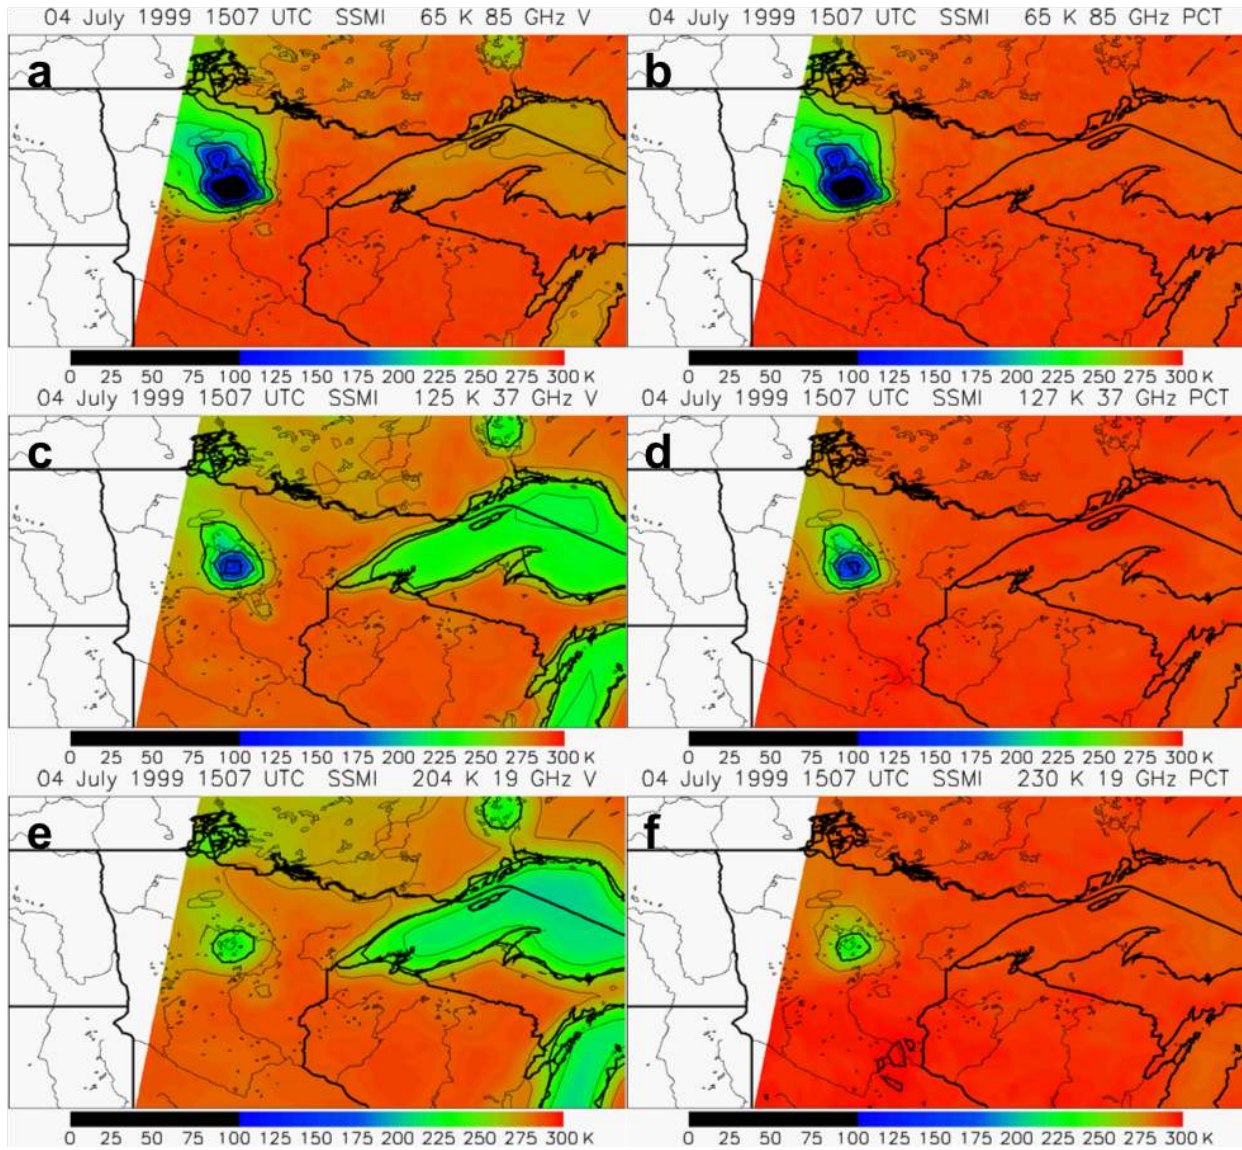 04 July 1999 1507 UTC SSMI 65 K 85 GHz V
04 July 1999 1507 UTC SSMI 65 K 85 GHz PCT
a
b
0 25 50 75 100 125 150 175 200 225 250 275 300 K
0 25 50 75 100 125 150 175 200 225 250 275 300 K
04 July 1999 1507 UTC SSMI 125 K 37 GHz V
04 July 1999 1507 UTC SSMI 127 K 37 GHz PCT
c
d
0 25 50 75 100 125 150 175 200 225 250 275 300 K
0 25 50 75 100 125 150 175 200 225 250 275 300 K
04 July 1999 1507 UTC SSMI 204 K 19 GHz V
04 July 1999 1507 UTC SSMI 230 K 19 GHz PCT
e
f
0 25 50 75 100 125 150 175 200 225 250 275 300 K
0 25 50 75 100 125 150 175 200 225 250 275 300 K